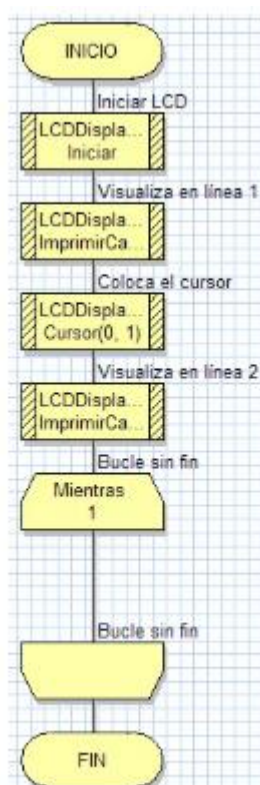 INICIO
Iniciar LCD
LCDDispla...
Iniciar
Visualiza en línea 1
LCDDispla...
ImprimirCa...
Coloca el cursor
LCDDispla...
Cursor(0, 1)
Visualiza en línea 2
LCDDispla...
ImprimirCa...
Bucle sin fin
Mientras
1
Bucle sin fin
FIN